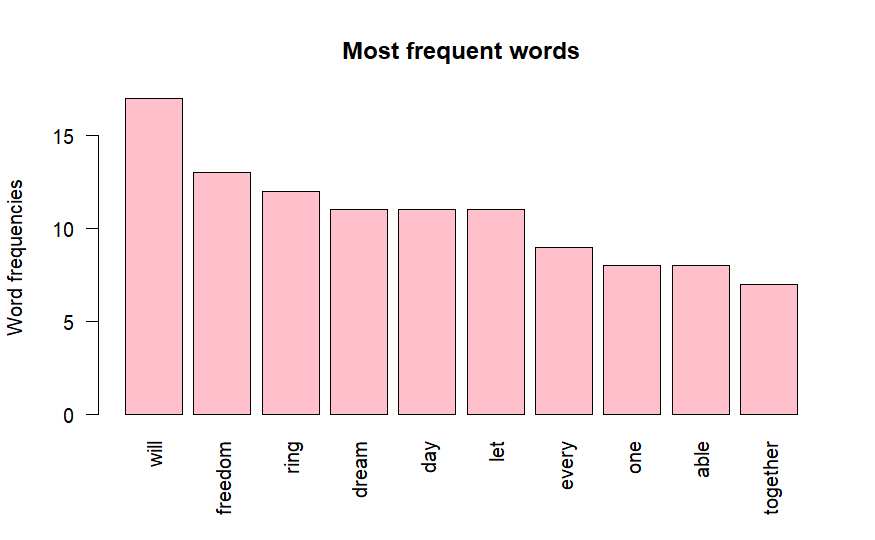 Most frequent words
Word frequencies
15
10
5
0
will
freedom
ring
dream
day
let
every
one
able
together